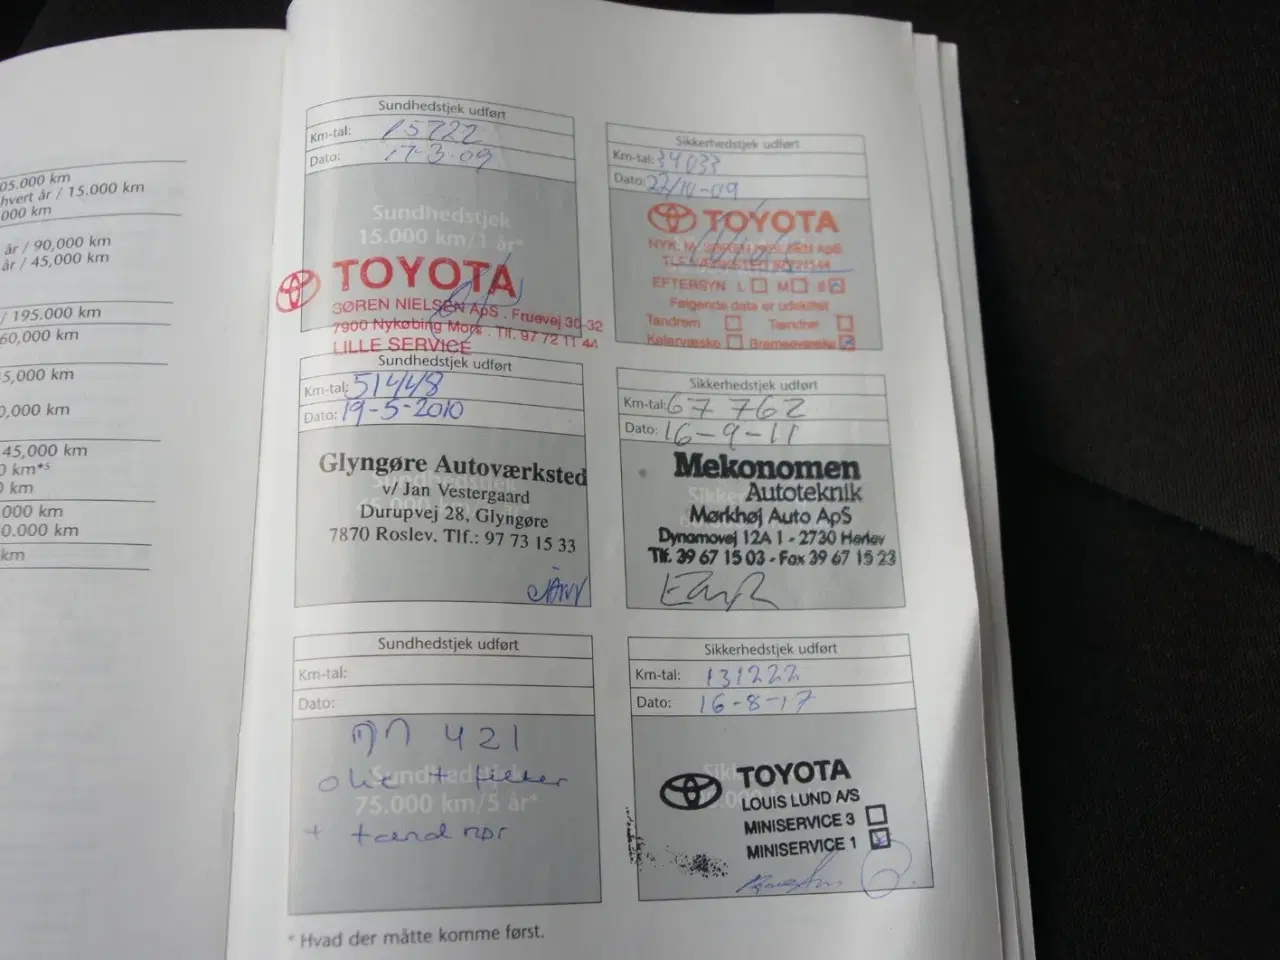 05.000 km
hvert år / 15.000 km
000 km
år / 90,000 km
år / 45,000 km
/ 195.000 km
60,000 km
5,000 km
0,000 km
45,000 km
0 km*5
0 km
.000 km
0.000 km
km
Sundhedstjek udført
Km-tal: 15722
Dato: 17-3-09
Sundhedstjek
15.000 km/1 år*
TOYOTA
SØREN NIELSEN ApS . Fruevej 30-32
7900 Nykøbing Mors . Tlf. 97 72 11 44
LILLE SERVICE
Sikkerhedstjek udført
Km-tal: 34033
Dato: 22/10-09
TOYOTA
NYK. M. SØREN NIELSEN ApS
EFTERSYN L M S
Følgende dato er udskiftet
Tandrem Tændrør
Kølervæske Bremsevæske
Sundhedstjek udført
Km-tal: 51448
Dato: 19-5-2010
Glyngøre Autoværksted
v/ Jan Vestergaard
Durupvej 28, Glyngøre
7870 Roslev. Tlf.: 97 73 15 33
Sikkerhedstjek udført
Km-tal: 67 762
Dato: 16-9-11
Mekonomen
Autoteknik
Mørkhøj Auto ApS
Dynamovej 12A 1 - 2730 Herlev
Tlf. 39 67 15 03 - Fax 39 67 15 23
Sundhedstjek udført
Km-tal:
Dato:
421
olie + filter
Sundhedstjek
75.000 km/5 år*
+ tændrør
Sikkerhedstjek udført
Km-tal: 131222
Dato: 16-8-17
TOYOTA
LOUIS LUND A/S
MINISERVICE 3
MINISERVICE 1
* Hvad der måtte komme først.